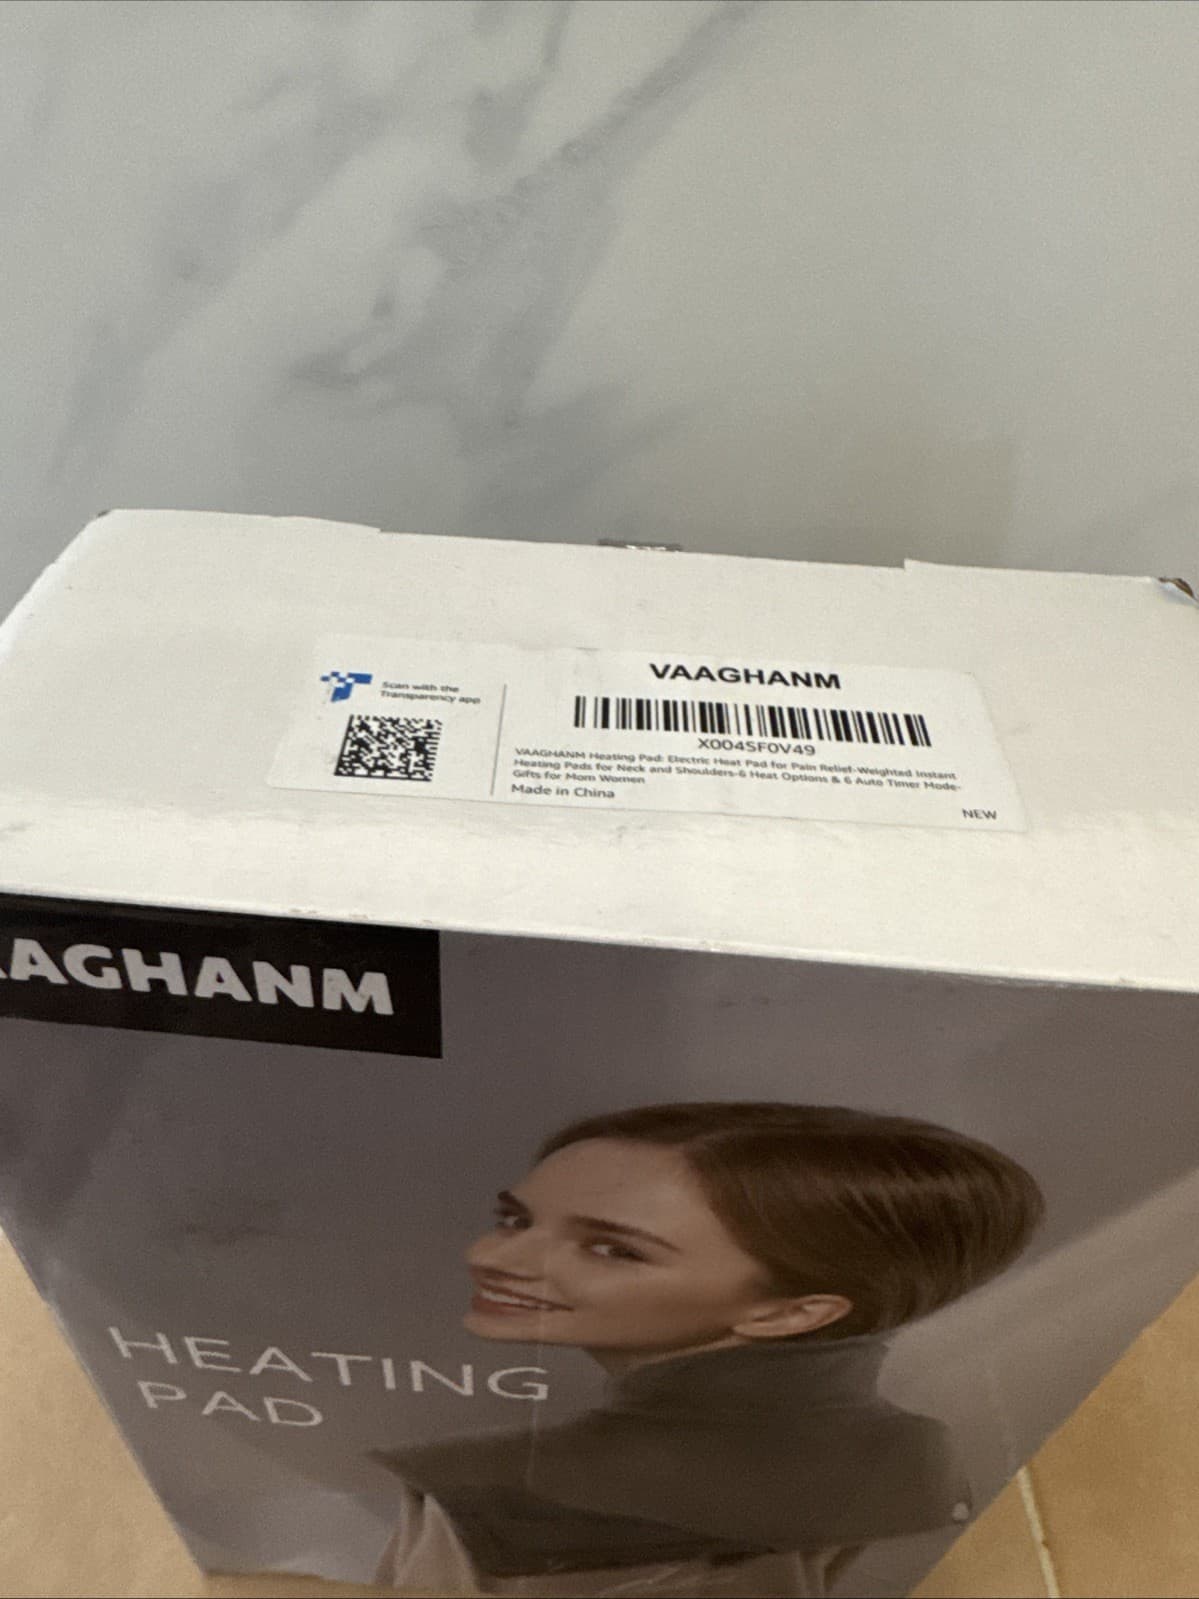 Scan with the
Transparency app
VAAGHANM
X004SF0V49
VAAGHANM Heating Pad: Electric Heat Pad for Pain Relief-Weighted Instant
Heating Pads for Neck and Shoulders-6 Heat Options & 6 Auto Timer Mode-
Gifts for Mom Women
Made in China
NEW
AAGHANM
HEATING
PAD